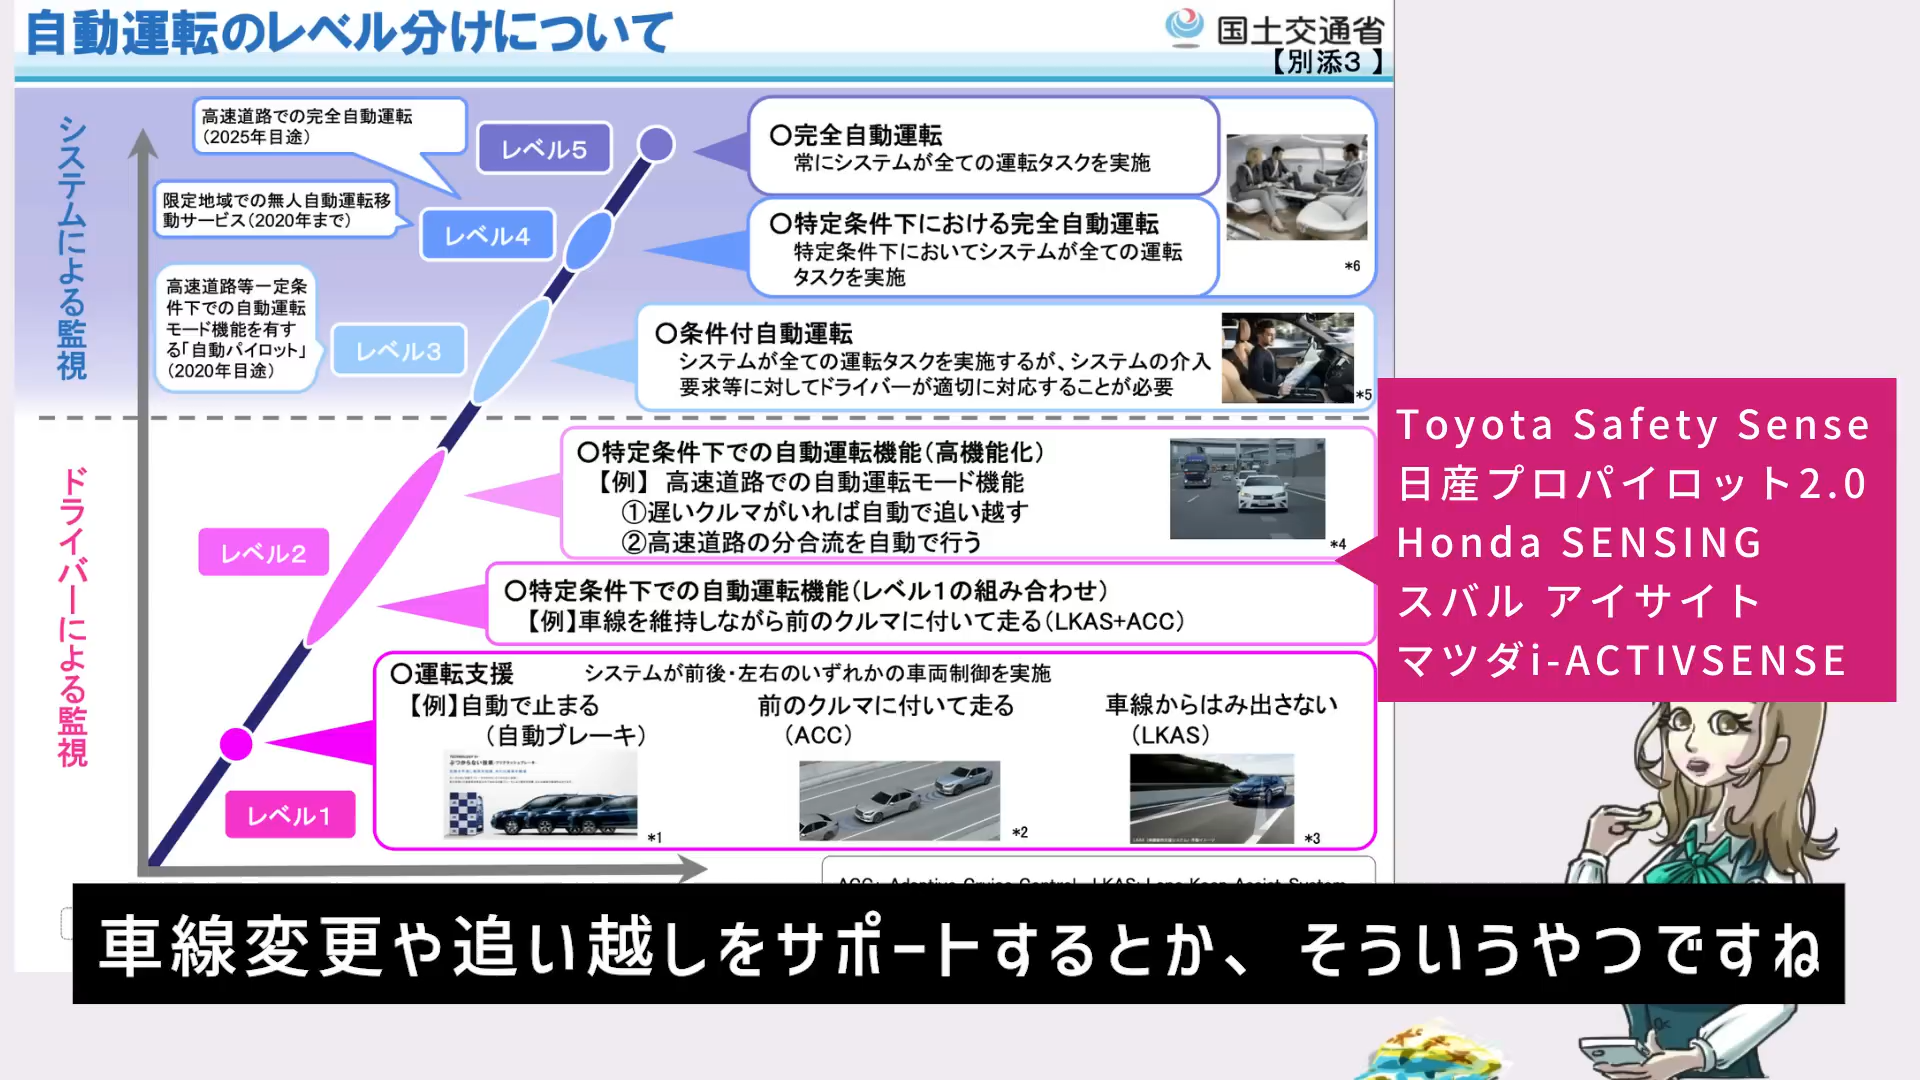 自動運転のレベル分けについて
国土交通省
【別添3 】
システムによる監視
ドライバーによる監視
高速道路での完全自動運転
(2025年目途)
レベル5
〇完全自動運転
常にシステムが全ての運転タスクを実施
限定地域での無人自動運転移
動サービス(2020年まで)
レベル4
〇特定条件下における完全自動運転
特定条件下においてシステムが全ての運転
タスクを実施
*6
高速道路等一定条
件下での自動運転
モード機能を有す
る「自動パイロット」
(2020年目途)
レベル3
〇条件付自動運転
システムが全ての運転タスクを実施するが、システムの介入
要求等に対してドライバーが適切に対応することが必要
*5
〇特定条件下での自動運転機能(高機能化)
【例】 高速道路での自動運転モード機能
①遅いクルマがいれば自動で追い越す
②高速道路の分合流を自動で行う
*4
レベル2
〇特定条件下での自動運転機能(レベル1の組み合わせ)
【例】車線を維持しながら前のクルマに付いて走る(LKAS+ACC)
〇運転支援 システムが前後・左右のいずれかの車両制御を実施
【例】自動で止まる
(自動ブレーキ)
*1
前のクルマに付いて走る
(ACC)
*2
車線からはみ出さない
(LKAS)
*3
レベル1
ACC: Adaptive Cruise Control, LKAS: Lane Keep Assist System
Toyota Safety Sense
日産プロパイロット2.0
Honda SENSING
スバル アイサイト
マツダi-ACTIVSENSE
車線変更や追い越しをサポートするとか、そういうやつですね